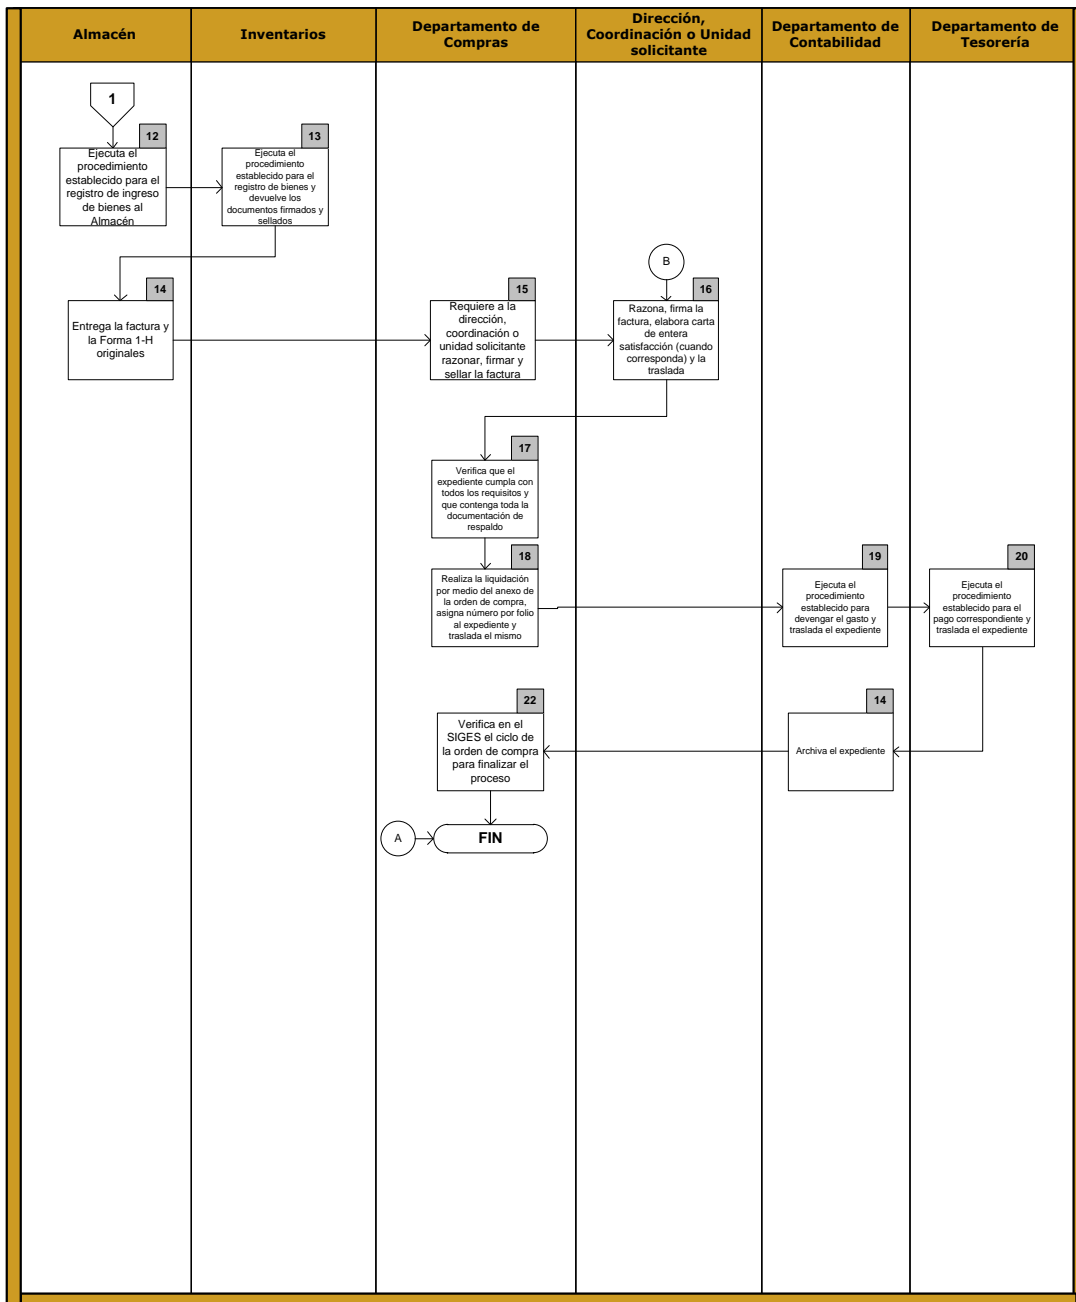 Almacén
Inventarios
Departamento de
Compras
Dirección,
Coordinación o Unidad
solicitante
Departamento de
Contabilidad
Departamento de
Tesorería
1
12
Ejecuta el
procedimiento
establecido para el
registro de ingreso
de bienes al
Almacén
13
Ejecuta el
procedimiento
establecido para el
registro de bienes y
devuelve los
documentos firmados y
sellados
14
Entrega la factura y
la Forma 1-H
originales
15
Requiere a la
dirección,
coordinación o
unidad solicitante
razonar, firmar y
sellar la factura
B
16
Razona, firma la
factura, elabora carta
de entera
satisfacción (cuando
corresponda) y la
traslada
17
Verifica que el
expediente cumpla con
todos los requisitos y
que contenga toda la
documentación de
respaldo
18
Realiza la liquidación
por medio del anexo de
la orden de compra,
asigna número por folio
al expediente y
traslada el mismo
19
Ejecuta el
procedimiento
establecido para
devengar el gasto y
traslada el expediente
20
Ejecuta el
procedimiento
establecido para el
pago correspondiente y
traslada el expediente
22
Verifica en el
SIGES el ciclo de
la orden de compra
para finalizar el
proceso
14
Archiva el expediente
A
FIN